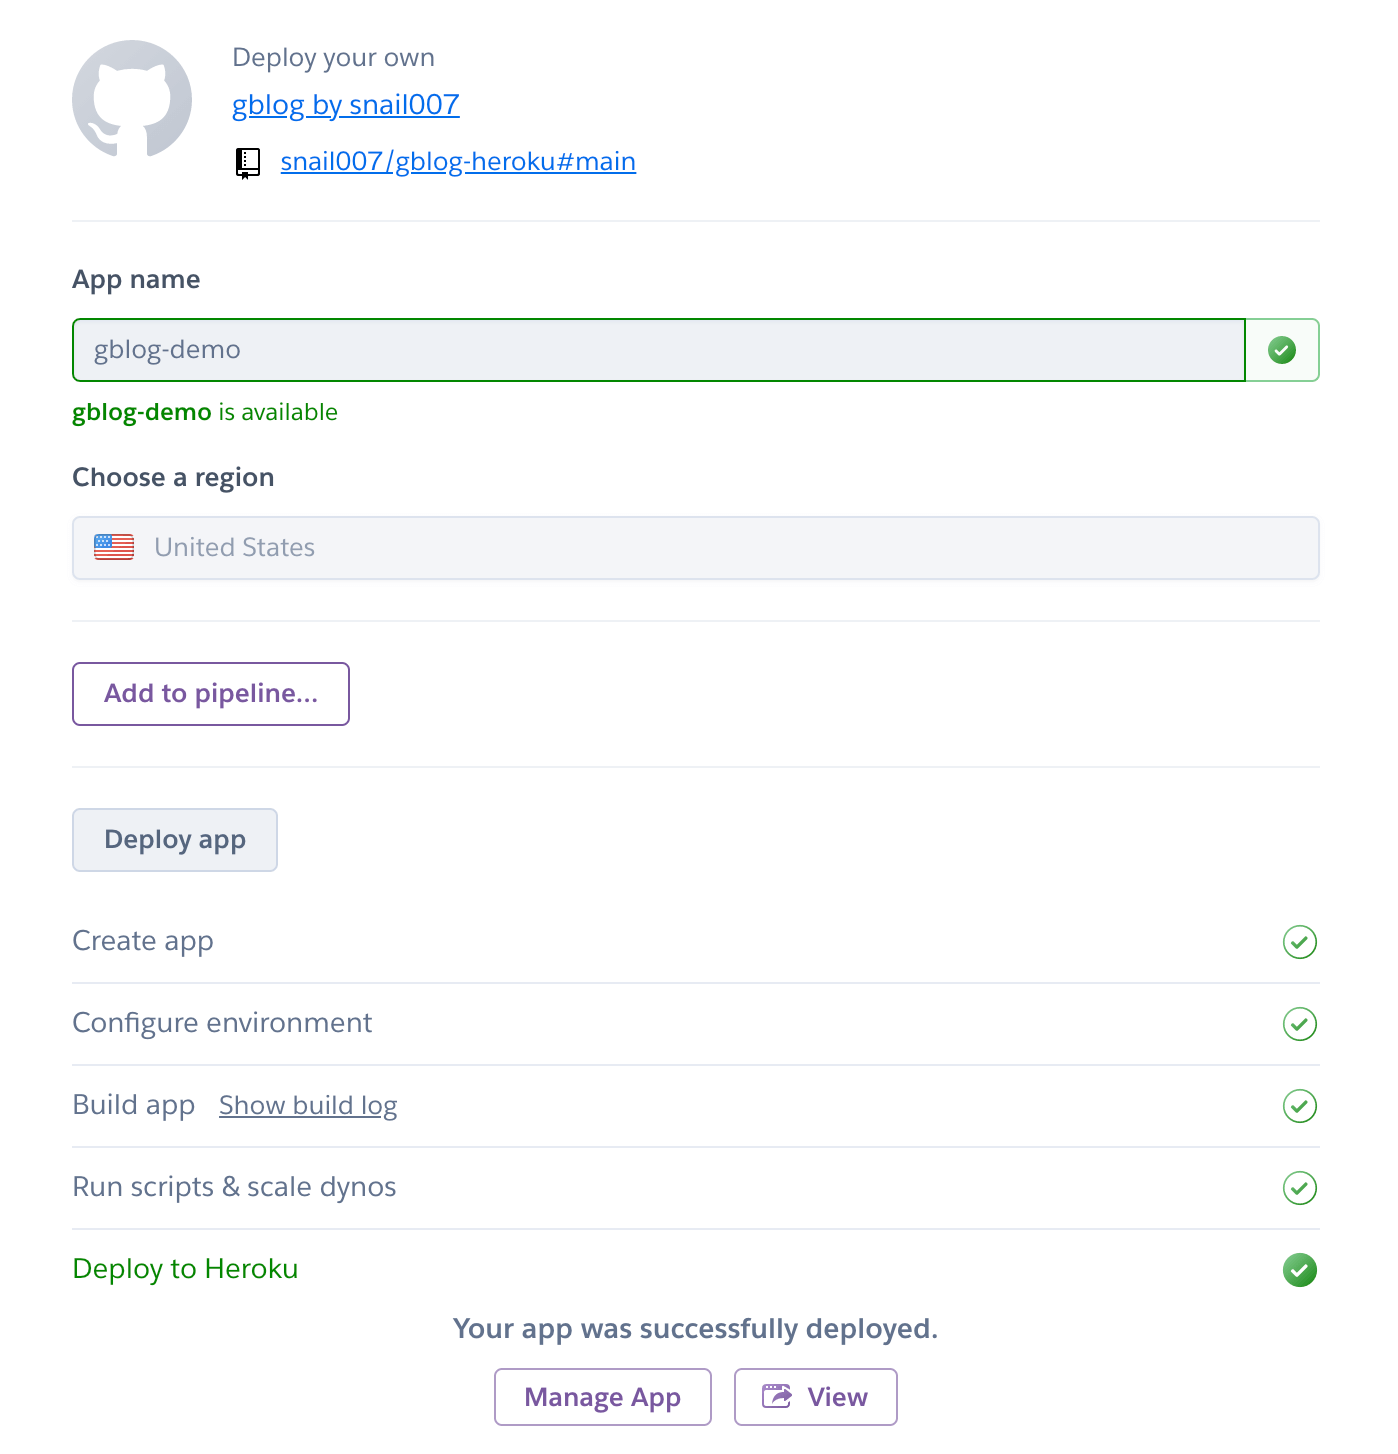 Deploy your own
gblog by snail007
snail007/gblog-heroku#main
App name
gblog-demo
gblog-demo is available
Choose a region
United States
Add to pipeline...
Deploy app
Create app
Configure environment
Build app Show build log
Run scripts & scale dynos
Deploy to Heroku
Your app was successfully deployed.
Manage App View